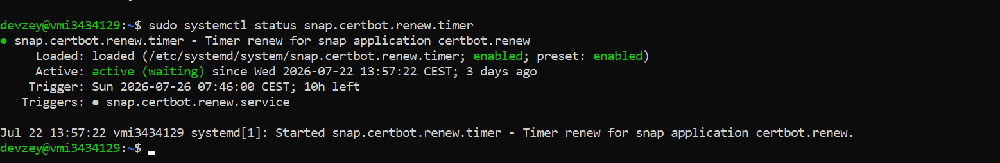 devzey@vmi3434129:~$ sudo systemctl status snap.certbot.renew.timer
● snap.certbot.renew.timer - Timer renew for snap application certbot.renew
     Loaded: loaded (/etc/systemd/system/snap.certbot.renew.timer; enabled; preset: enabled)
     Active: active (waiting) since Wed 2026-07-22 13:57:22 CEST; 3 days ago
    Trigger: Sun 2026-07-26 07:46:00 CEST; 10h left
   Triggers: ● snap.certbot.renew.service
Jul 22 13:57:22 vmi3434129 systemd[1]: Started snap.certbot.renew.timer - Timer renew for snap application certbot.renew.
devzey@vmi3434129:~$